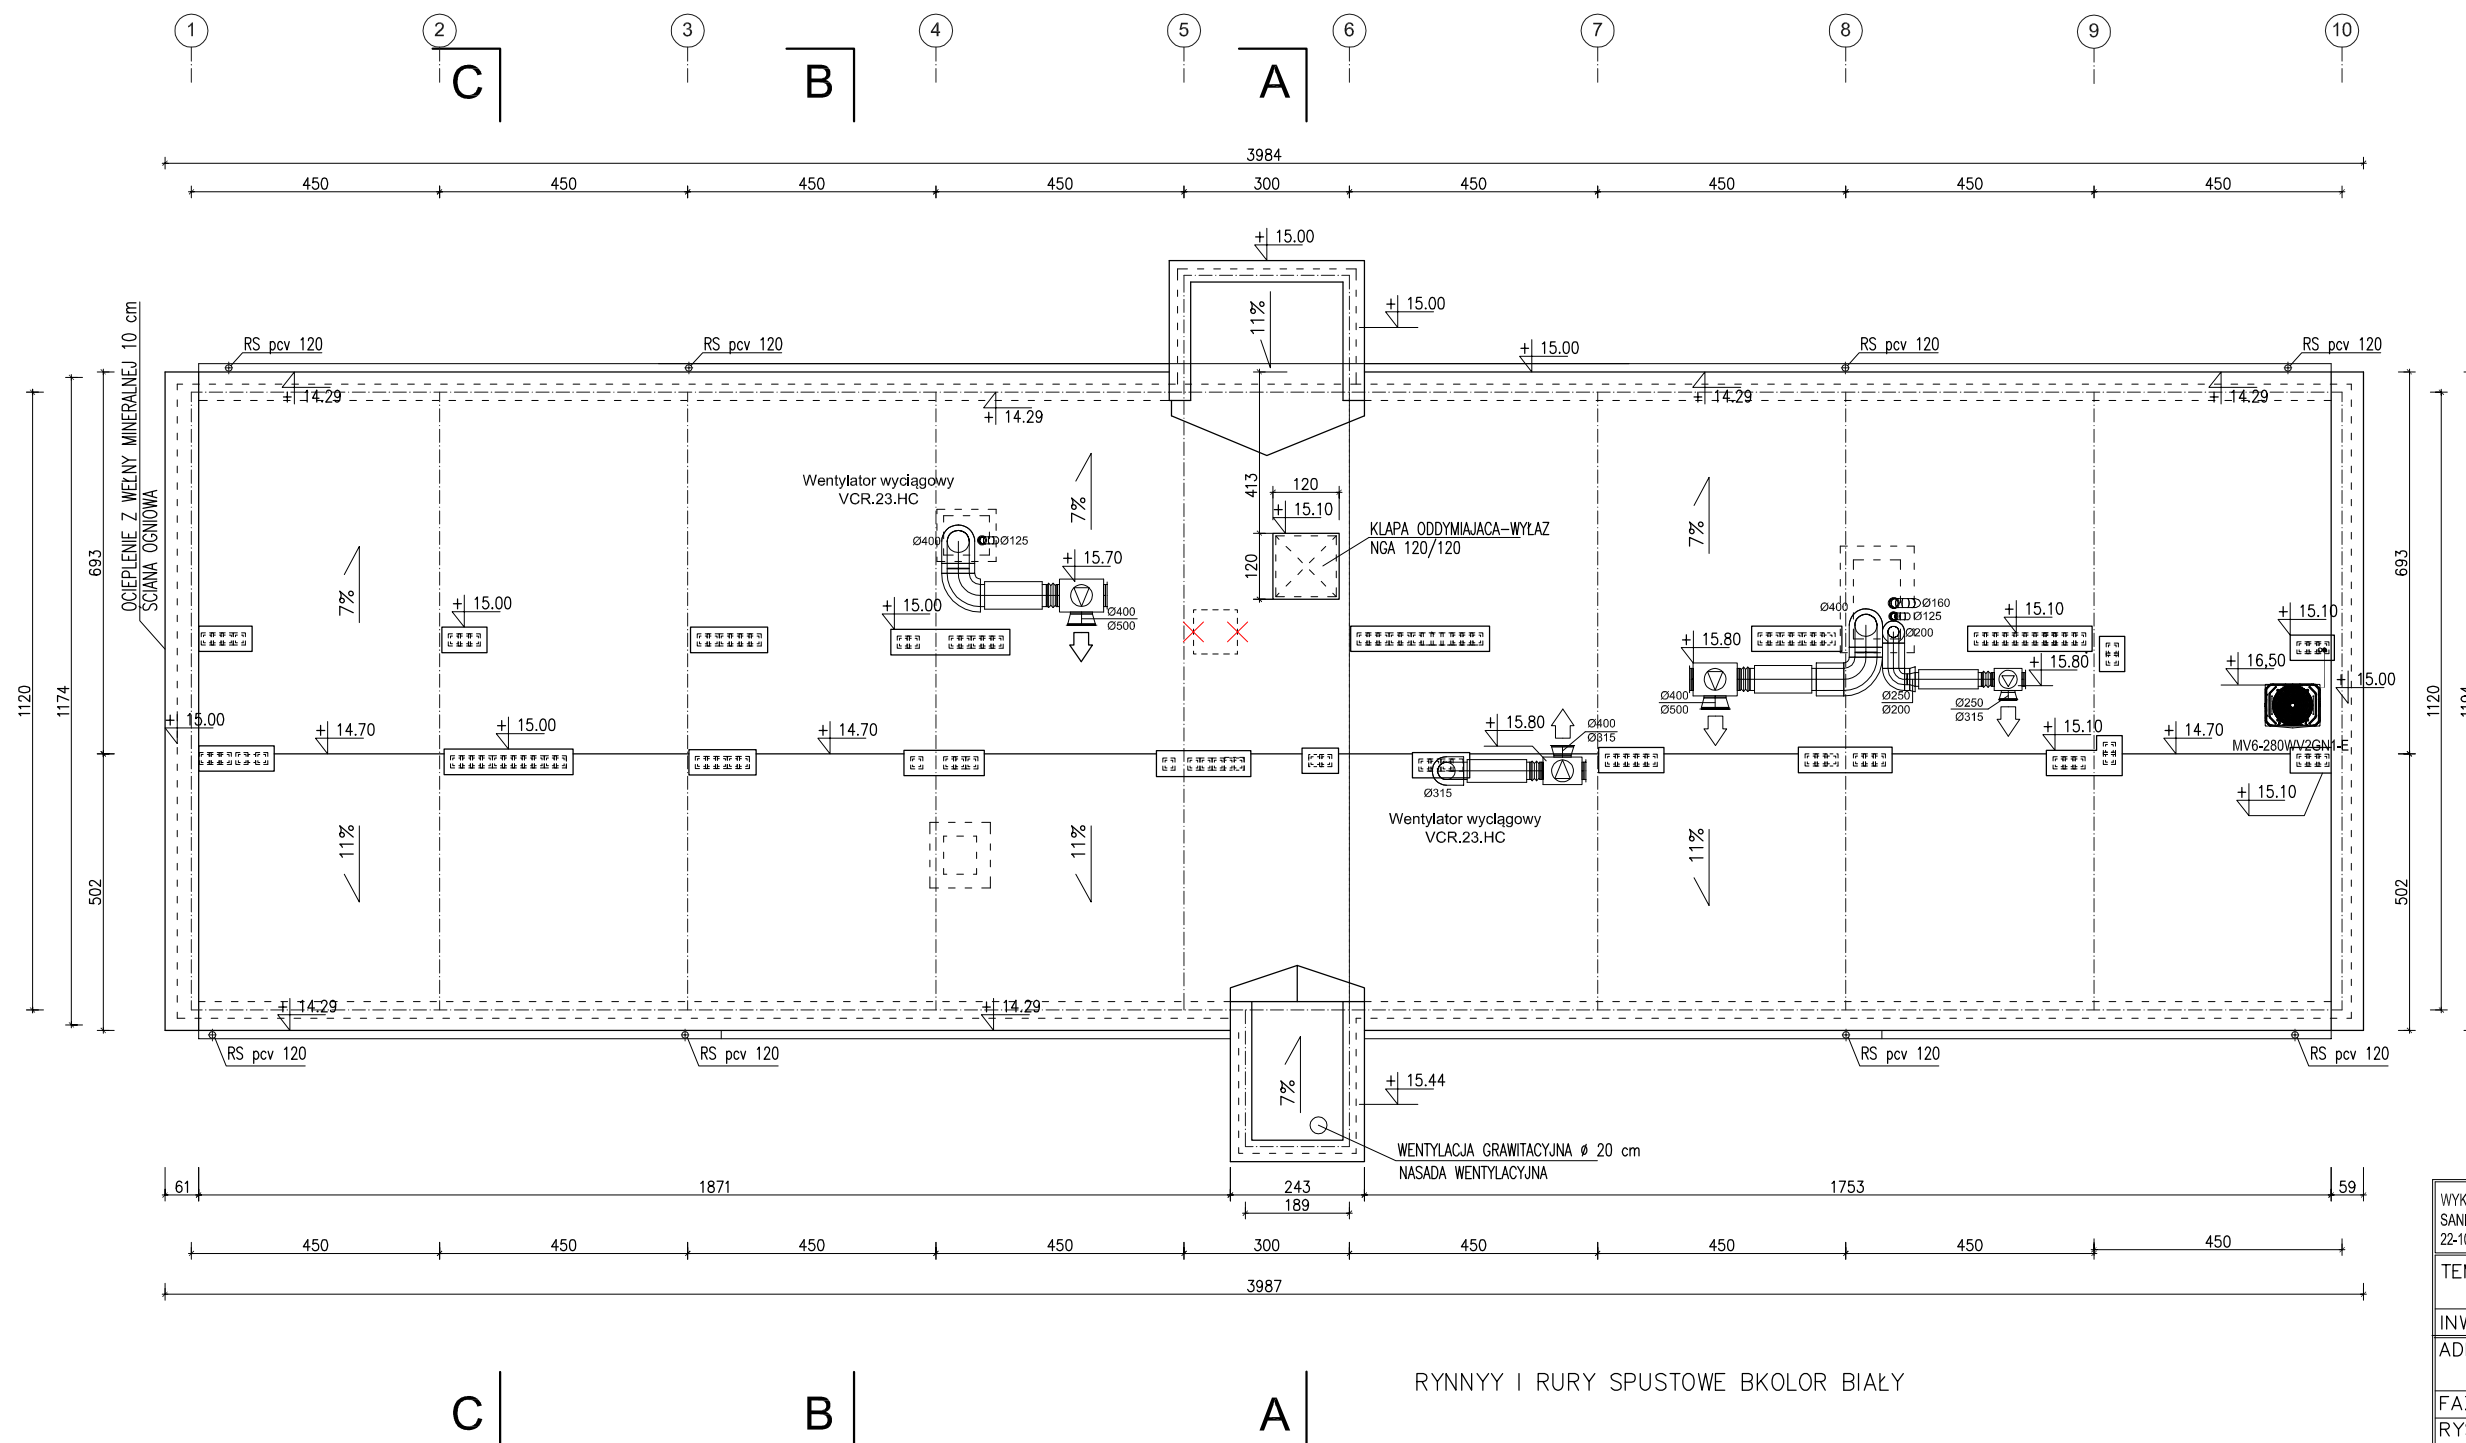 1 2 3 4 5 6 7 8 9 10
C B A
3984
450 450 450 450 300 450 450 450 450
+ 15.00
+ 15.00
OCIEPLENIE Z WEŁNY MINERALNEJ 10 cm
ŚCIANA OGNIOWA
RS pcv 120 RS pcv 120 + 15.00 RS pcv 120 RS pcv 120
11%
+ 14.29 + 14.29 + 14.29 + 14.29
Wentylator wyciągowy
VCR.23.HC
7% 413 120 7%
+ 15.10
KLAPA ODDYMIAJACA-WYŁAZ
NGA 120/120
Ø400 Ø125
120
693 693
+ 15.70
7%
+ 15.00 + 15.00
Ø400
Ø500
Ø400 Ø160
Ø125
Ø200
+ 15.10 + 15.10
+ 15.80 + 15.80
+ 16,50
+ 15.00
Ø400
Ø500
Ø250
Ø200
Ø250
Ø315
1120 1174 1120
+ 15.00 + 14.70 + 15.00 + 14.70
+ 15.80
Ø400
Ø315
+ 15.10 + 14.70
MV6-280WV2GN1-E
Ø315
+ 15.10
Wentylator wyciągowy
VCR.23.HC
11% 11% 11%
502 502
+ 14.29 + 14.29
RS pcv 120 RS pcv 120 RS pcv 120 RS pcv 120
7%
+ 15.44
WENTYLACJA GRAWITACYJNA ø 20 cm
NASADA WENTYLACYJNA
61 1871 243 1753 59
189
450 450 450 450 300 450 450 450 450
3987
RYNNYY I RURY SPUSTOWE BKOLOR BIAŁY
C B A
22-10